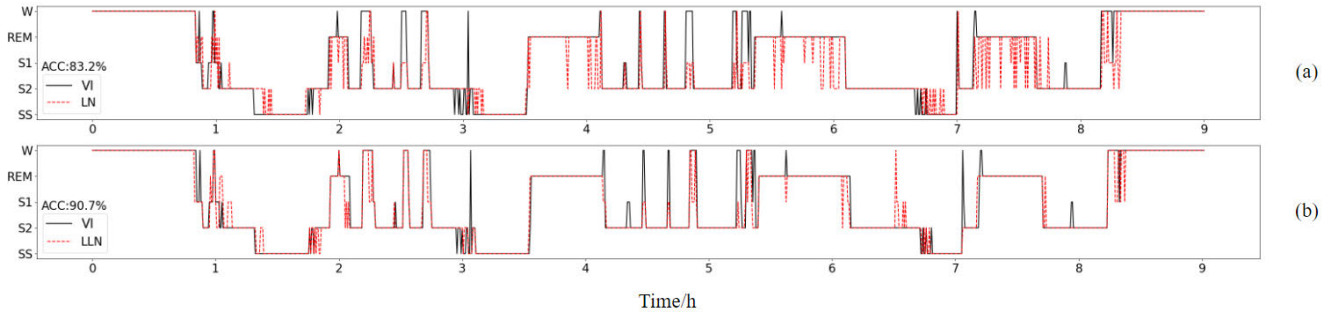 W
REM
S1
ACC:83.2%
VI
S2
LN
SS
0 1 2 3 4 5 6 7 8 9
(a)
W
REM
S1
ACC:90.7%
VI
S2
LLN
SS
0 1 2 3 4 5 6 7 8 9
(b)
Time/h